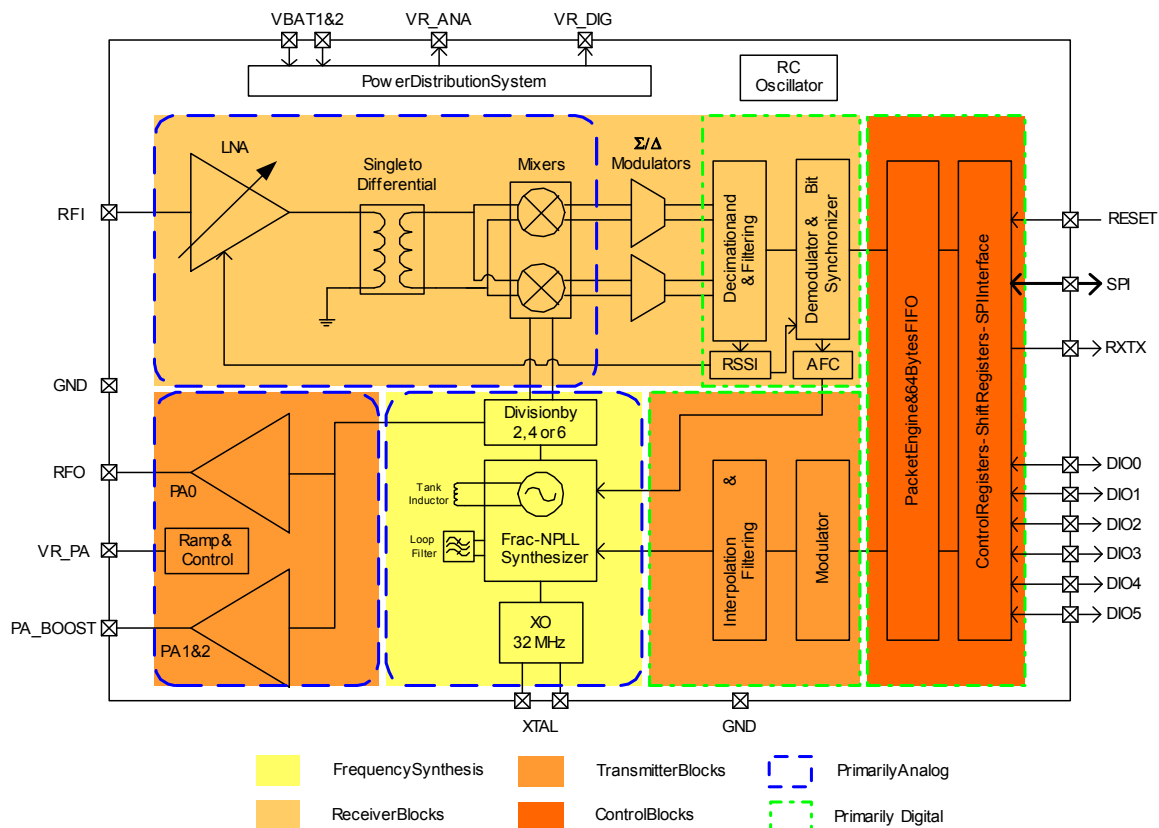 VBAT1&2
VR_ANA
VR_DIG
PowerDistributionSystem
RC
Oscillator
LNA
Singleto
Differential
Mixers
Σ/Δ
Modulators
Decimationand
& Filtering
Demodulator &
Bit
Synchronizer
RSSI
AFC
PacketEngine&64BytesFIFO
ControlRegisters- ShiftRegisters- SPIInterface
RFI
RESET
SPI
RXTX
GND
Divisionby
2, 4 or 6
RFO
PA0
Tank
Inductor
Loop
Filter
Frac-NPLL
Synthesizer
Interpolation &
Filtering
Modulator
DIO0
DIO1
DIO2
DIO3
DIO4
DIO5
VR_PA
Ramp&
Control
PA_BOOST
PA1&2
XO
32 MHz
XTAL
GND
FrequencySynthesis
TransmitterBlocks
PrimarilyAnalog
ReceiverBlocks
ControlBlocks
Primarily Digital